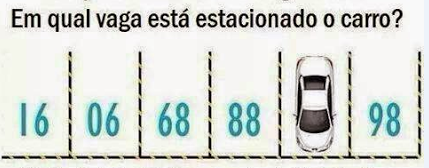 Em qual vaga está estacionado o carro?
16 06 68 88 98